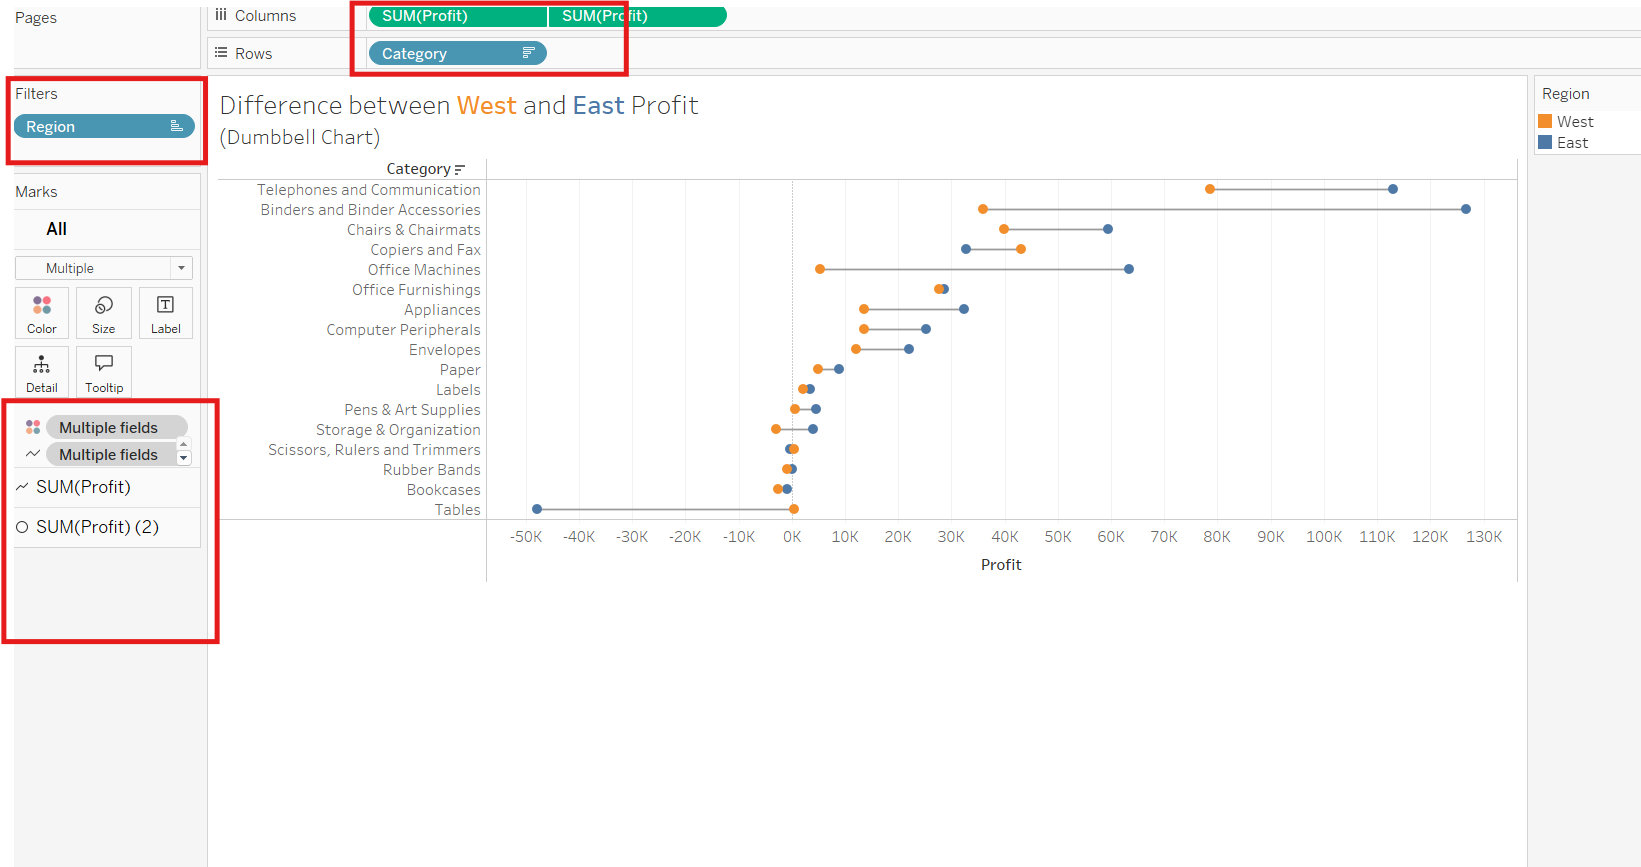 Pages
Columns
SUM(Profit)
SUM(Profit)
Rows
Category
Filters
Region
Marks
All
Multiple
Color
Size
Label
Detail
Tooltip
Multiple fields
Multiple fields
SUM(Profit)
SUM(Profit) (2)
Difference between West and East Profit
(Dumbbell Chart)
Category
Telephones and Communication
Binders and Binder Accessories
Chairs & Chairmats
Copiers and Fax
Office Machines
Office Furnishings
Appliances
Computer Peripherals
Envelopes
Paper
Labels
Pens & Art Supplies
Storage & Organization
Scissors, Rulers and Trimmers
Rubber Bands
Bookcases
Tables
-50K -40K -30K -20K -10K 0K 10K 20K 30K 40K 50K 60K 70K 80K 90K 100K 110K 120K 130K
Profit
Region
West
East